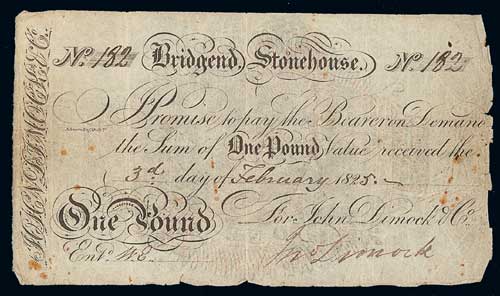 No. 182 Bridgend, Stonehouse. No. 182
I Promise to pay the Bearer on Demand
the Sum of One Pound Value received the
3d day of February 1825.
One Pound For John Dimock & Co.
Entd. Jno Dimock